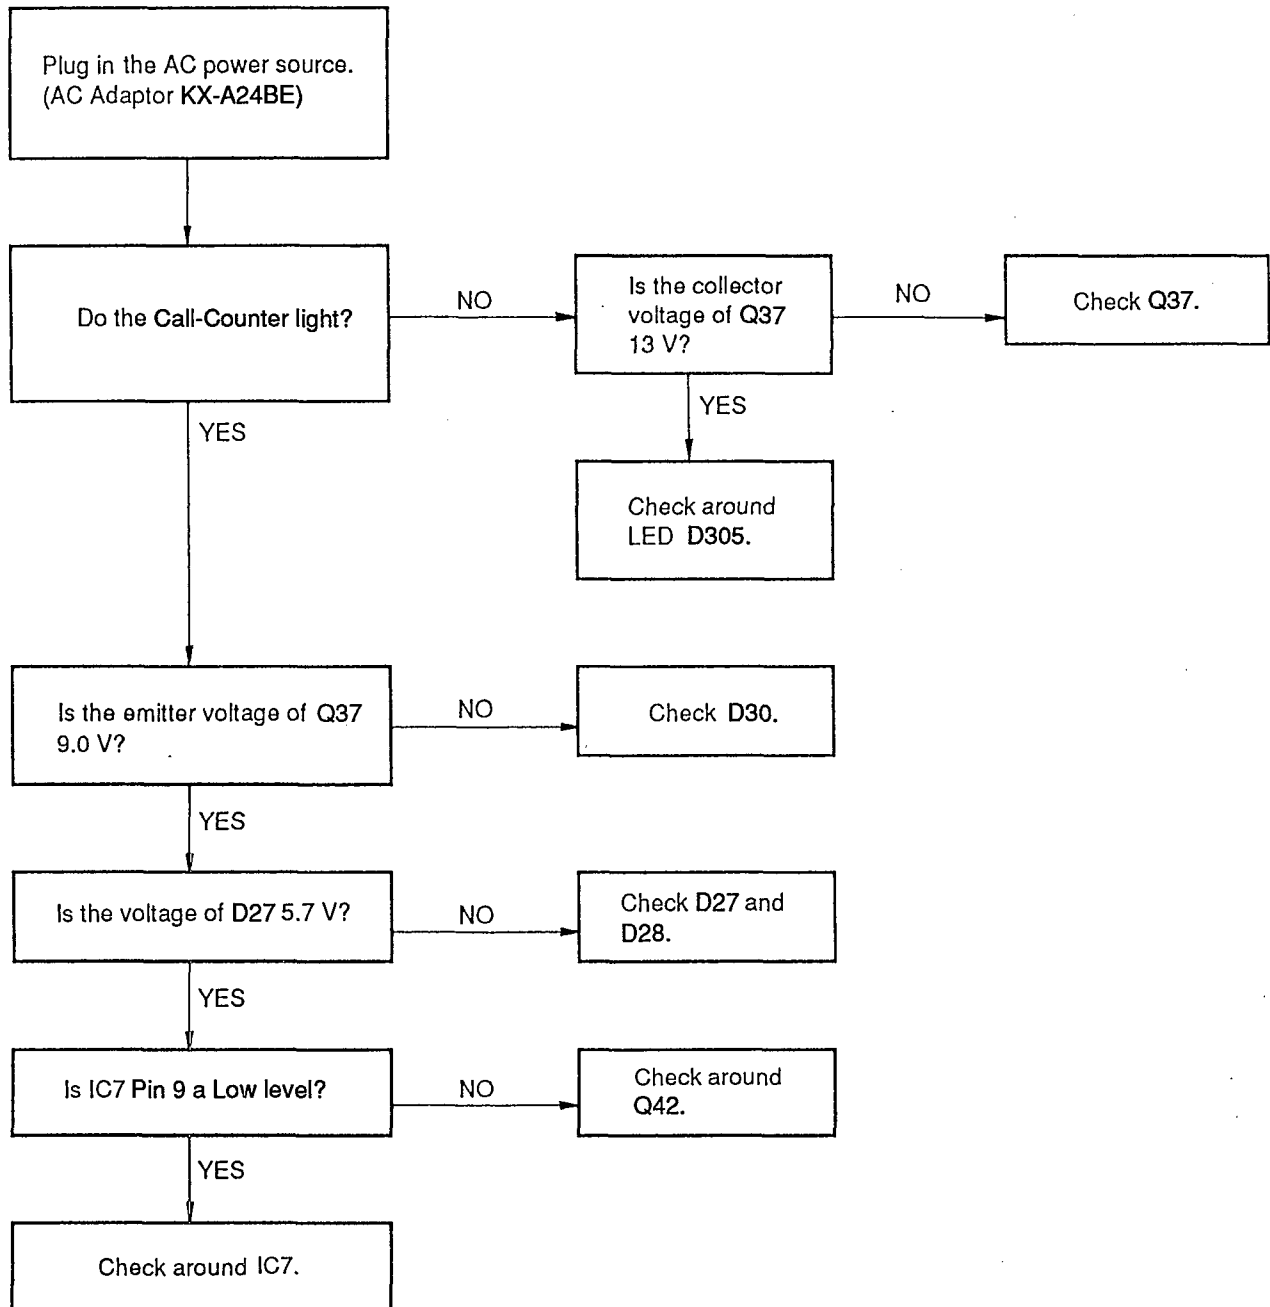 Plug in the AC power source.
(AC Adaptor KX-A24BE)
Do the Call-Counter light?
NO
Is the collector
voltage of Q37
13 V?
NO
Check Q37.
YES
YES
Check around
LED D305.
Is the emitter voltage of Q37
9.0 V?
NO
Check D30.
YES
Is the voltage of D27 5.7 V?
NO
Check D27 and
D28.
YES
Is IC7 Pin 9 a Low level?
NO
Check around
Q42.
YES
Check around IC7.